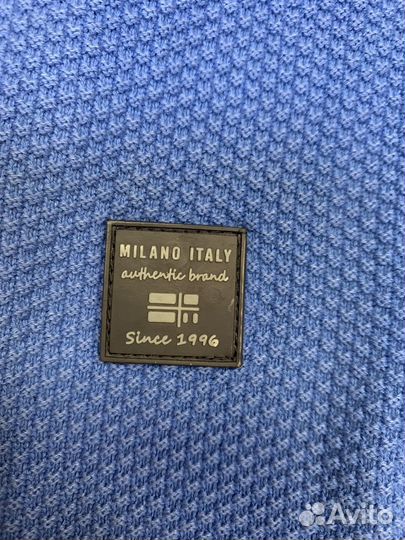 MILANO ITALY
authentic brand
Since 1996
Avito